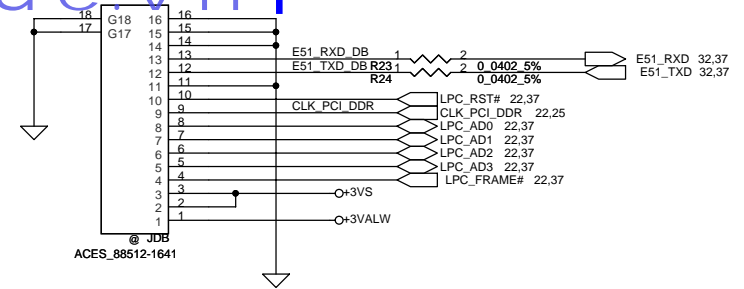 18 G18 16 16
17 G17 15 15
14 14
13 13 E51_RXD_DB 1 2 E51_RXD 32,37
12 12 E51_TXD_DB R23 1 2 0_0402_5% E51_TXD 32,37
11 11 R24 0_0402_5%
10 10 LPC_RST# 22,37
9 9 CLK_PCI_DDR CLK_PCI_DDR 22,25
8 8 LPC_AD0 22,37
7 7 LPC_AD1 22,37
6 6 LPC_AD2 22,37
5 5 LPC_AD3 22,37
4 4 LPC_FRAME# 22,37
3 3 +3VS
2 2
1 1 +3VALW
@ JDB
ACES_88512-1641